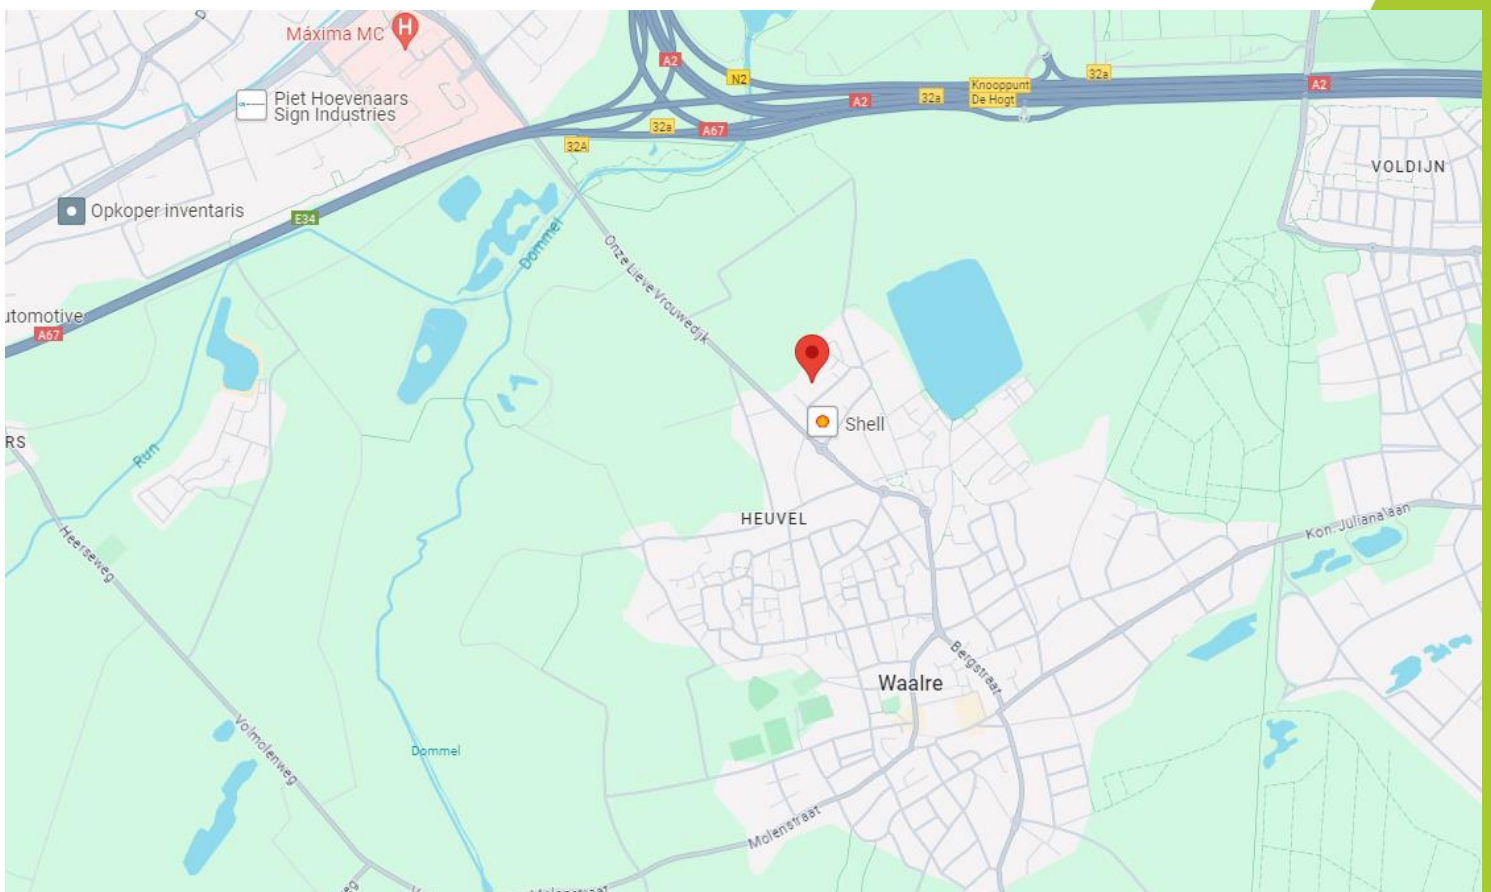 Máxima MC
H
A2
N2
Knooppunt
De Hogt
32a
A2
Piet Hoevenaars
Sign Industries
32a
A2
32a
A67
32A
VOLDIJN
Opkoper inventaris
E34
Dommel
Onze Lieve Vrouwedijk
utomotive
A67
Shell
RS
Run
HEUVEL
Kon. Julianalaan
Heerseweg
Bergstraat
Waalre
Volmolenweg
Dommel
Molenstraat
Molenstraat